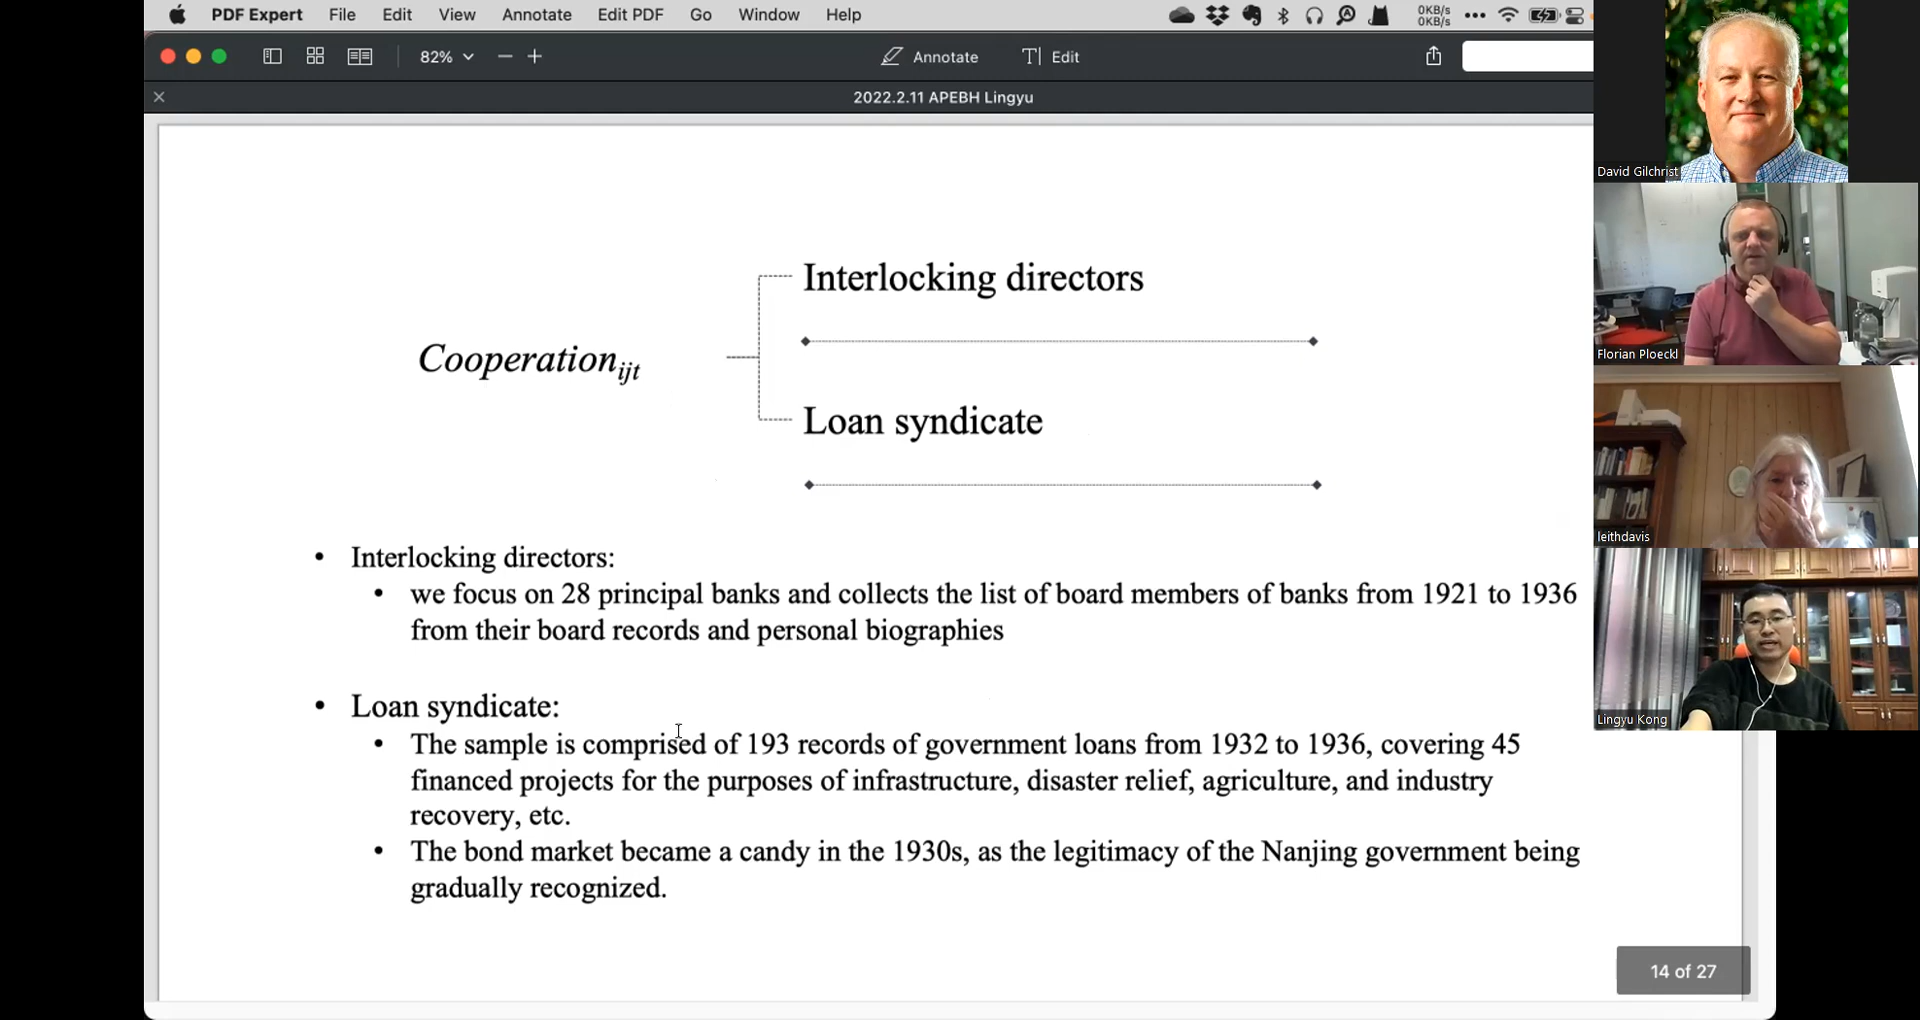 PDF Expert File Edit View Annotate Edit PDF Go Window Help 0KB/s
0KB/s
82% Annotate Edit
2022.2.11 APEBH Lingyu
Interlocking directors
Cooperationijt
Loan syndicate
• Interlocking directors:
• we focus on 28 principal banks and collects the list of board members of banks from 1921 to 1936
from their board records and personal biographies
• Loan syndicate:
• The sample is comprised of 193 records of government loans from 1932 to 1936, covering 45
financed projects for the purposes of infrastructure, disaster relief, agriculture, and industry
recovery, etc.
• The bond market became a candy in the 1930s, as the legitimacy of the Nanjing government being
gradually recognized.
14 of 27
David Gilchrist
Florian Ploeckl
leithdavis
Lingyu Kong